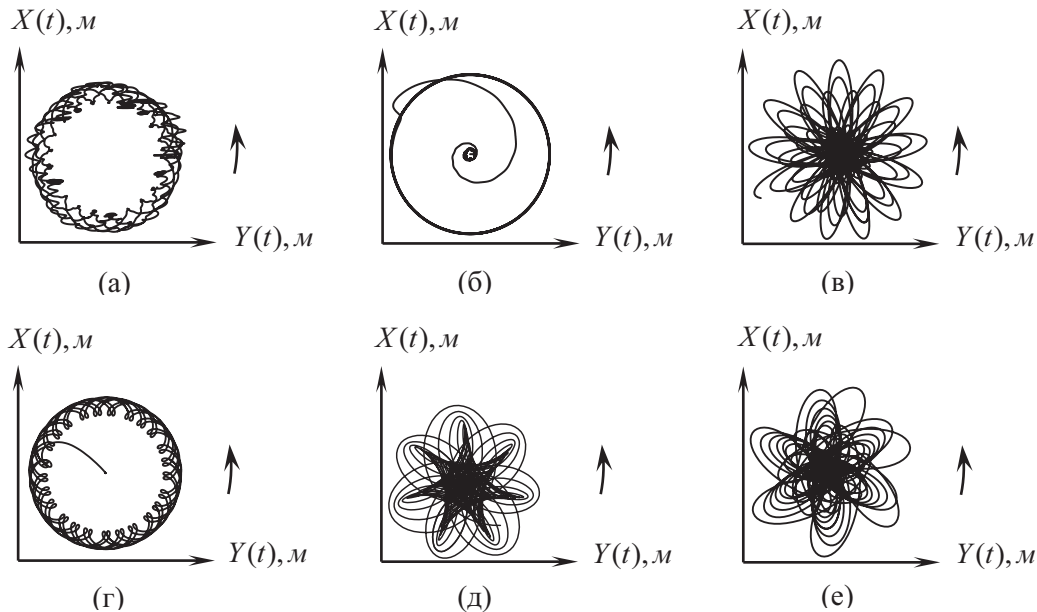 X(t), м X(t), м X(t), м
Y(t), м Y(t), м Y(t), м
(а) (б) (в)
X(t), м X(t), м X(t), м
Y(t), м Y(t), м Y(t), м
(г) (д) (е)